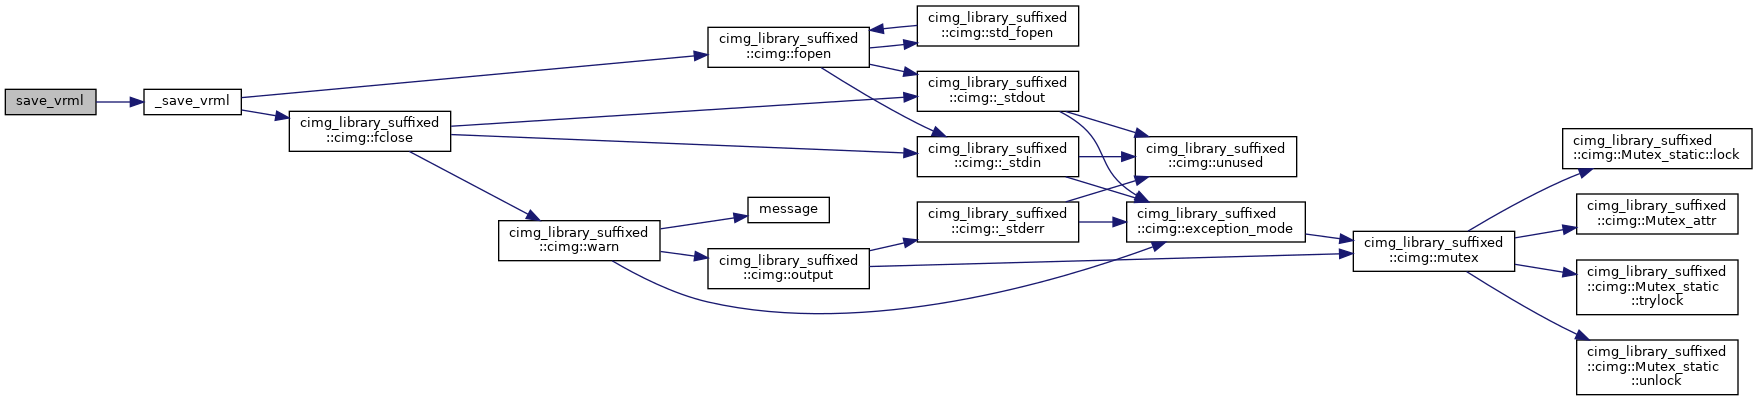 save_vrml
_save_vrml
cimg_library_suffixed
::cimg::fopen
cimg_library_suffixed
::cimg::fclose
cimg_library_suffixed
::cimg::warn
message
cimg_library_suffixed
::cimg::output
cimg_library_suffixed
::cimg::std_fopen
cimg_library_suffixed
::cimg::_stdout
cimg_library_suffixed
::cimg::_stdin
cimg_library_suffixed
::cimg::_stderr
cimg_library_suffixed
::cimg::unused
cimg_library_suffixed
::cimg::exception_mode
cimg_library_suffixed
::cimg::mutex
cimg_library_suffixed
::cimg::Mutex_static::lock
cimg_library_suffixed
::cimg::Mutex_attr
cimg_library_suffixed
::cimg::Mutex_static
::trylock
cimg_library_suffixed
::cimg::Mutex_static
::unlock